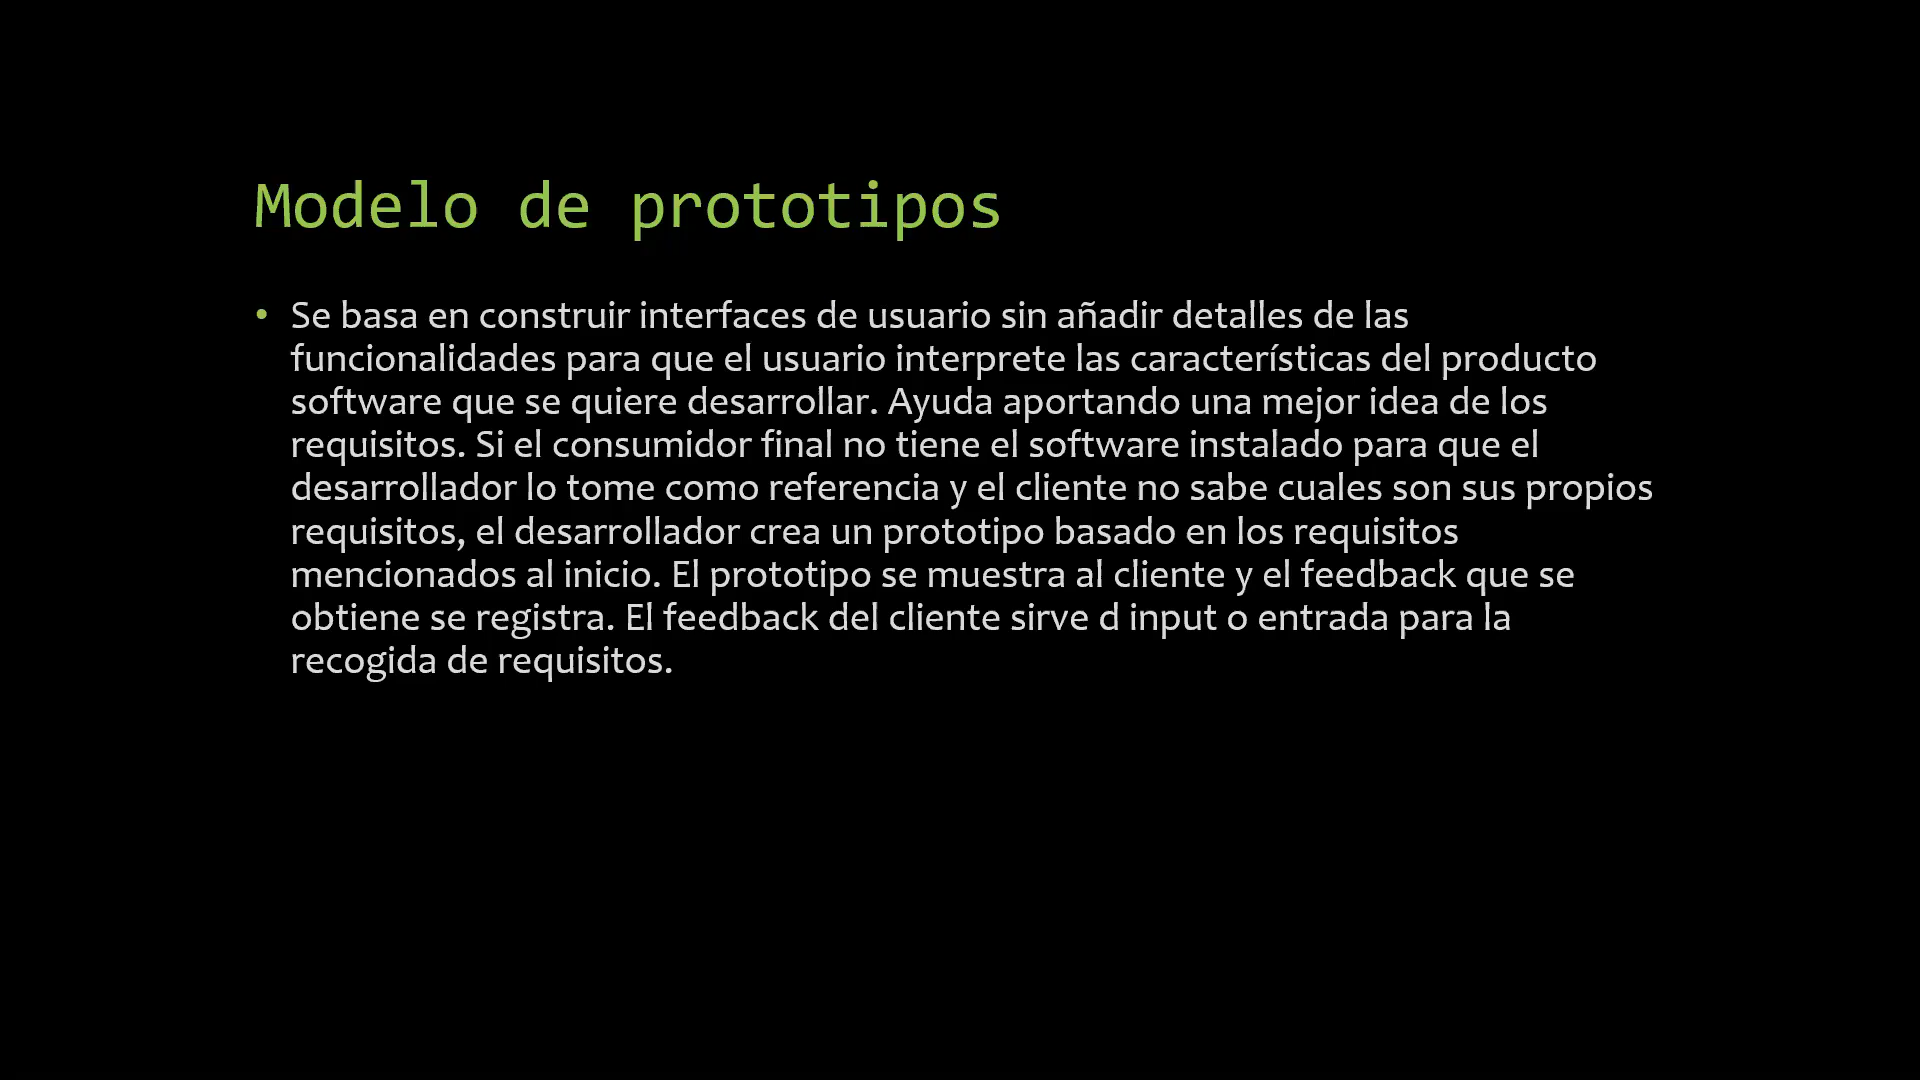 Modelo de prototipos
• Se basa en construir interfaces de usuario sin añadir detalles de las
funcionalidades para que el usuario interprete las características del producto
software que se quiere desarrollar. Ayuda aportando una mejor idea de los
requisitos. Si el consumidor final no tiene el software instalado para que el
desarrollador lo tome como referencia y el cliente no sabe cuales son sus propios
requisitos, el desarrollador crea un prototipo basado en los requisitos
mencionados al inicio. El prototipo se muestra al cliente y el feedback que se
obtiene se registra. El feedback del cliente sirve d input o entrada para la
recogida de requisitos.